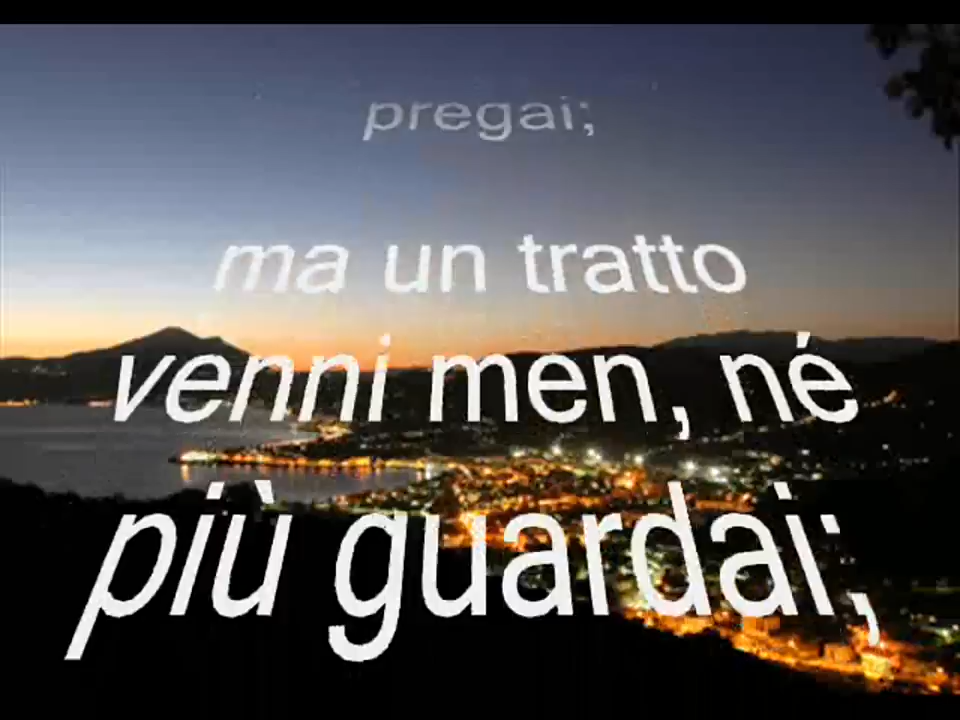 pregai;
ma un tratto
venni men, né
più guardai;